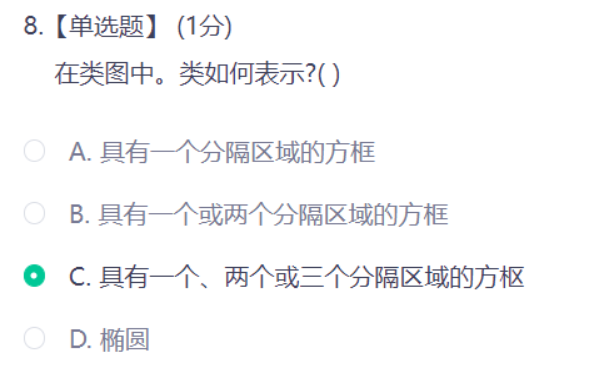 8.【单选题】 (1分)
在类图中。类如何表示?( )
A. 具有一个分隔区域的方框
B. 具有一个或两个分隔区域的方框
C. 具有一个、两个或三个分隔区域的方枢
D. 椭圆